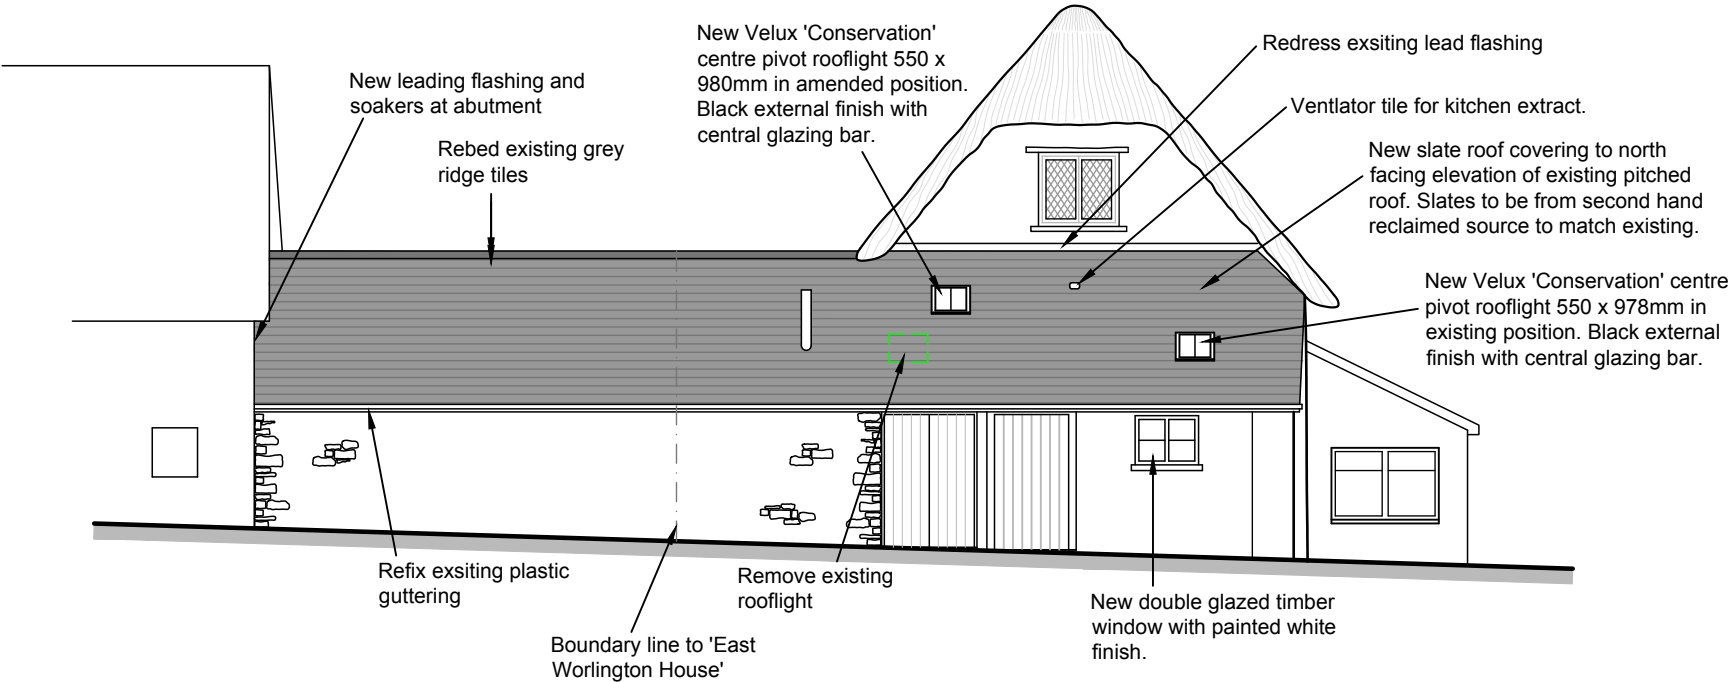 New Velux 'Conservation'
centre pivot rooflight 550 x
980mm in amended position.
Black external finish with
central glazing bar.
Redress exsiting lead flashing
New leading flashing and
soakers at abutment
Ventlator tile for kitchen extract.
Rebed existing grey
ridge tiles
New slate roof covering to north
facing elevation of existing pitched
roof. Slates to be from second hand
reclaimed source to match existing.
New Velux 'Conservation' centre
pivot rooflight 550 x 978mm in
existing position. Black external
finish with central glazing bar.
Refix exsiting plastic
guttering
Remove existing
rooflight
New double glazed timber
window with painted white
finish.
Boundary line to 'East
Worlington House'